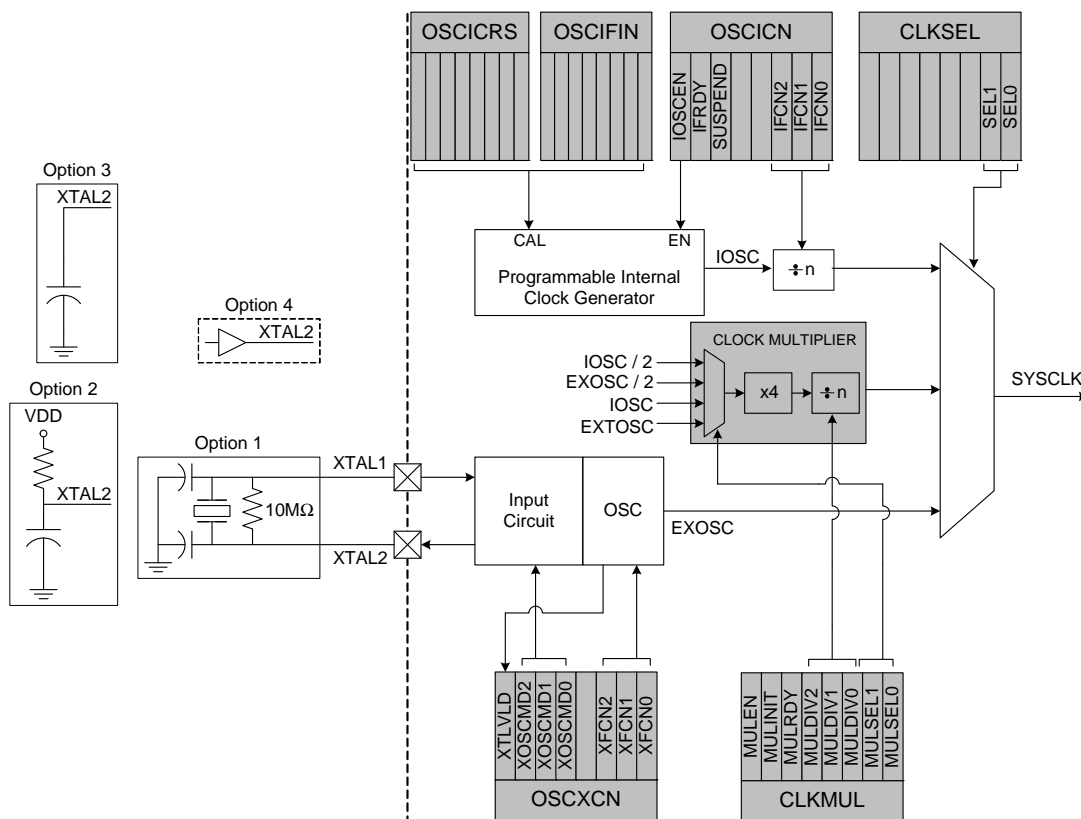 OSCICRS
OSCIFIN
OSCICN
CLKSEL
IOSCEN
IFRDY
SUSPEND
IFCN2
IFCN1
IFCN0
SEL1
SEL0
Option 3
XTAL2
CAL
EN
Programmable Internal
Clock Generator
IOSC
÷n
Option 4
XTAL2
CLOCK MULTIPLIER
IOSC / 2
EXOSC / 2
IOSC
EXTOSC
x4
÷n
SYSCLK
Option 2
VDD
XTAL2
Option 1
10MΩ
XTAL1
XTAL2
Input
Circuit
OSC
EXOSC
XTLVLD
XOSCMD2
XOSCMD1
XOSCMD0
XFCN2
XFCN1
XFCN0
OSCXCN
MULEN
MULINIT
MULRDY
MULDIV2
MULDIV1
MULDIV0
MULSEL1
MULSEL0
CLKMUL